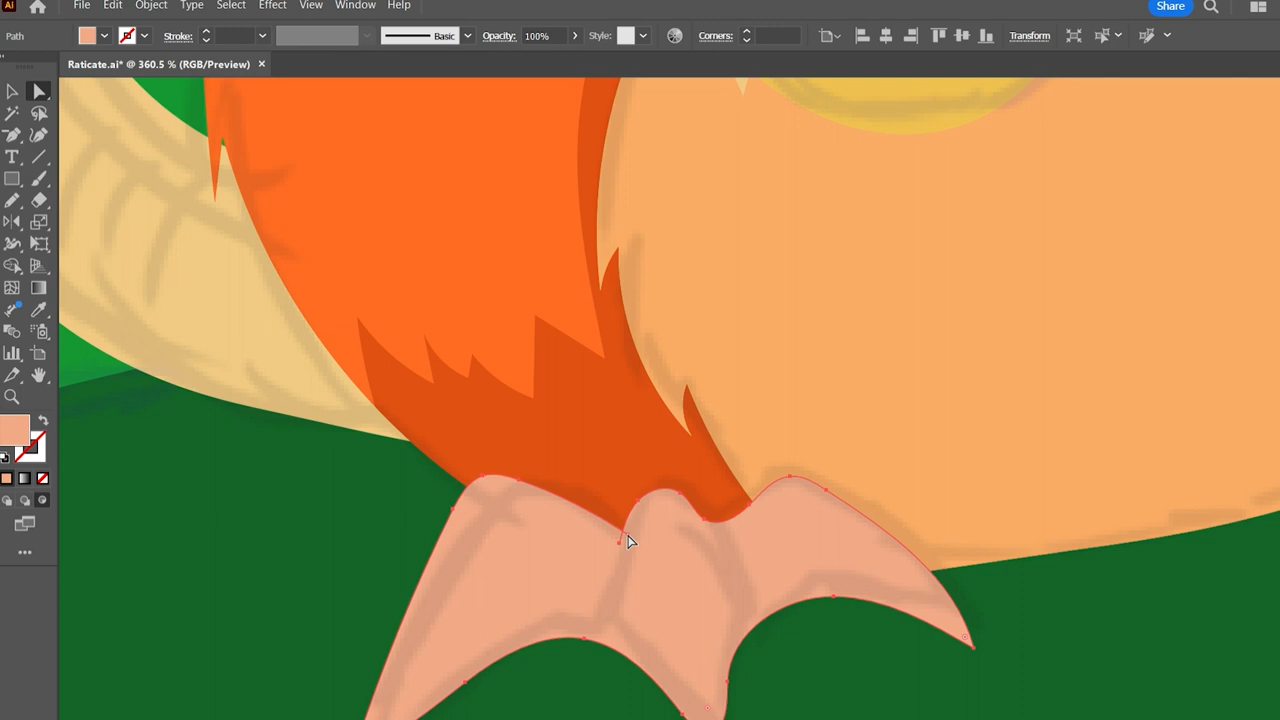 Ai File Edit Object Type Select Effect View Window Help Share
Path Stroke: Basic Opacity: 100% Style: Corners: Transform
Raticate.ai* @ 360.5 % (RGB/Preview)